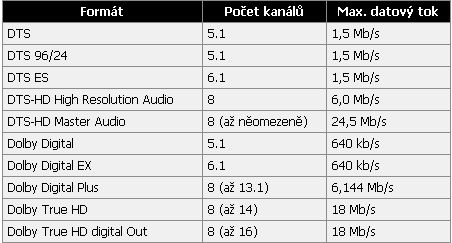 Formát Počet kanálů Max. datový tok
DTS 5.1 1,5 Mb/s
DTS 96/24 5.1 1,5 Mb/s
DTS ES 6.1 1,5 Mb/s
DTS-HD High Resolution Audio 8 6,0 Mb/s
DTS-HD Master Audio 8 (až něomezeně) 24,5 Mb/s
Dolby Digital 5.1 640 kb/s
Dolby Digital EX 6.1 640 kb/s
Dolby Digital Plus 8 (až 13.1) 6,144 Mb/s
Dolby True HD 8 (až 14) 18 Mb/s
Dolby True HD digital Out 8 (až 16) 18 Mb/s